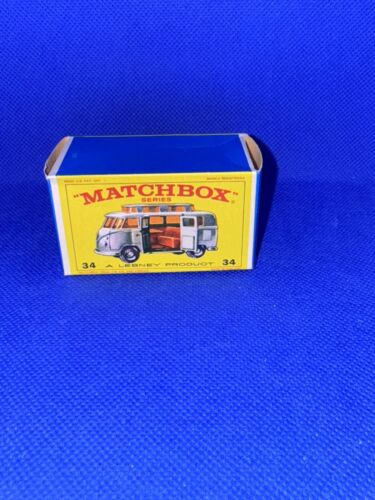 "MATCHBOX"
SERIES
34 A LESNEY PRODUCT 34